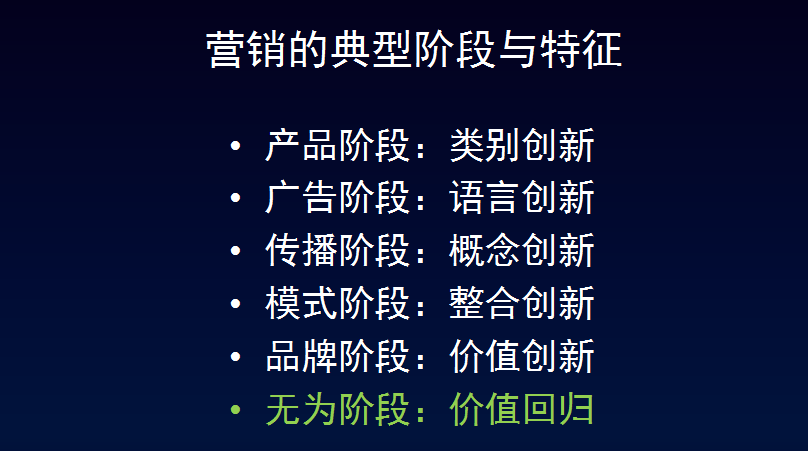 营销的典型阶段与特征
• 产品阶段：类别创新
• 广告阶段：语言创新
• 传播阶段：概念创新
• 模式阶段：整合创新
• 品牌阶段：价值创新
• 无为阶段：价值回归